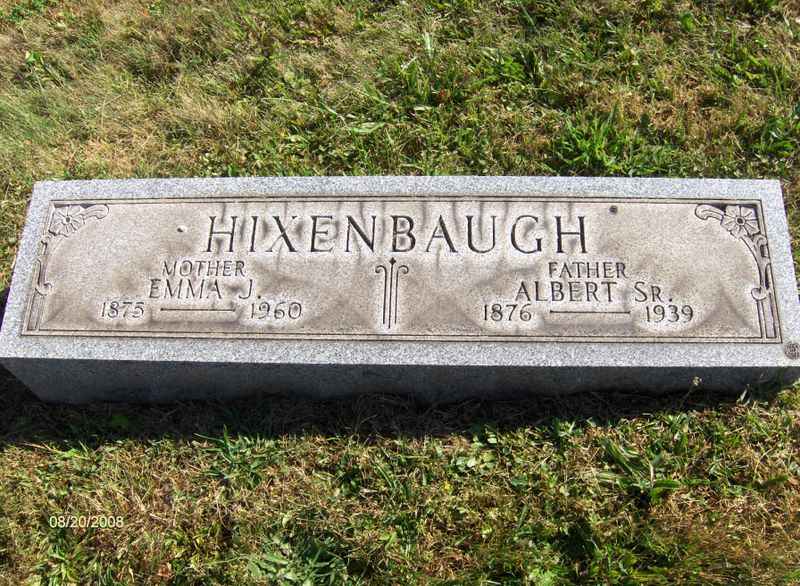 HIXENBAUGH
MOTHER
EMMA J.
1875 — 1960
FATHER
ALBERT SR.
1876 — 1939
08/20/2008